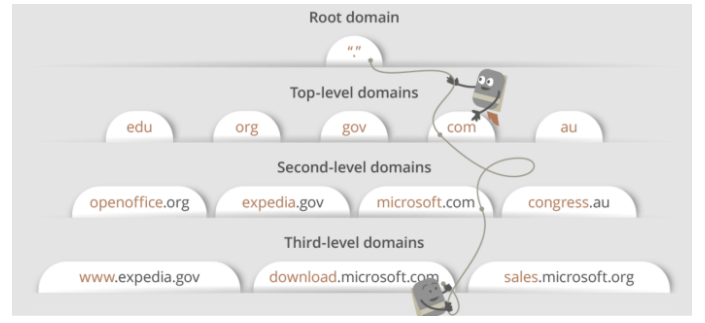 Root domain
“.”
Top-level domains
edu org gov com au
Second-level domains
openoffice.org expedia.gov microsoft.com congress.au
Third-level domains
www.expedia.gov download.microsoft.com sales.microsoft.org